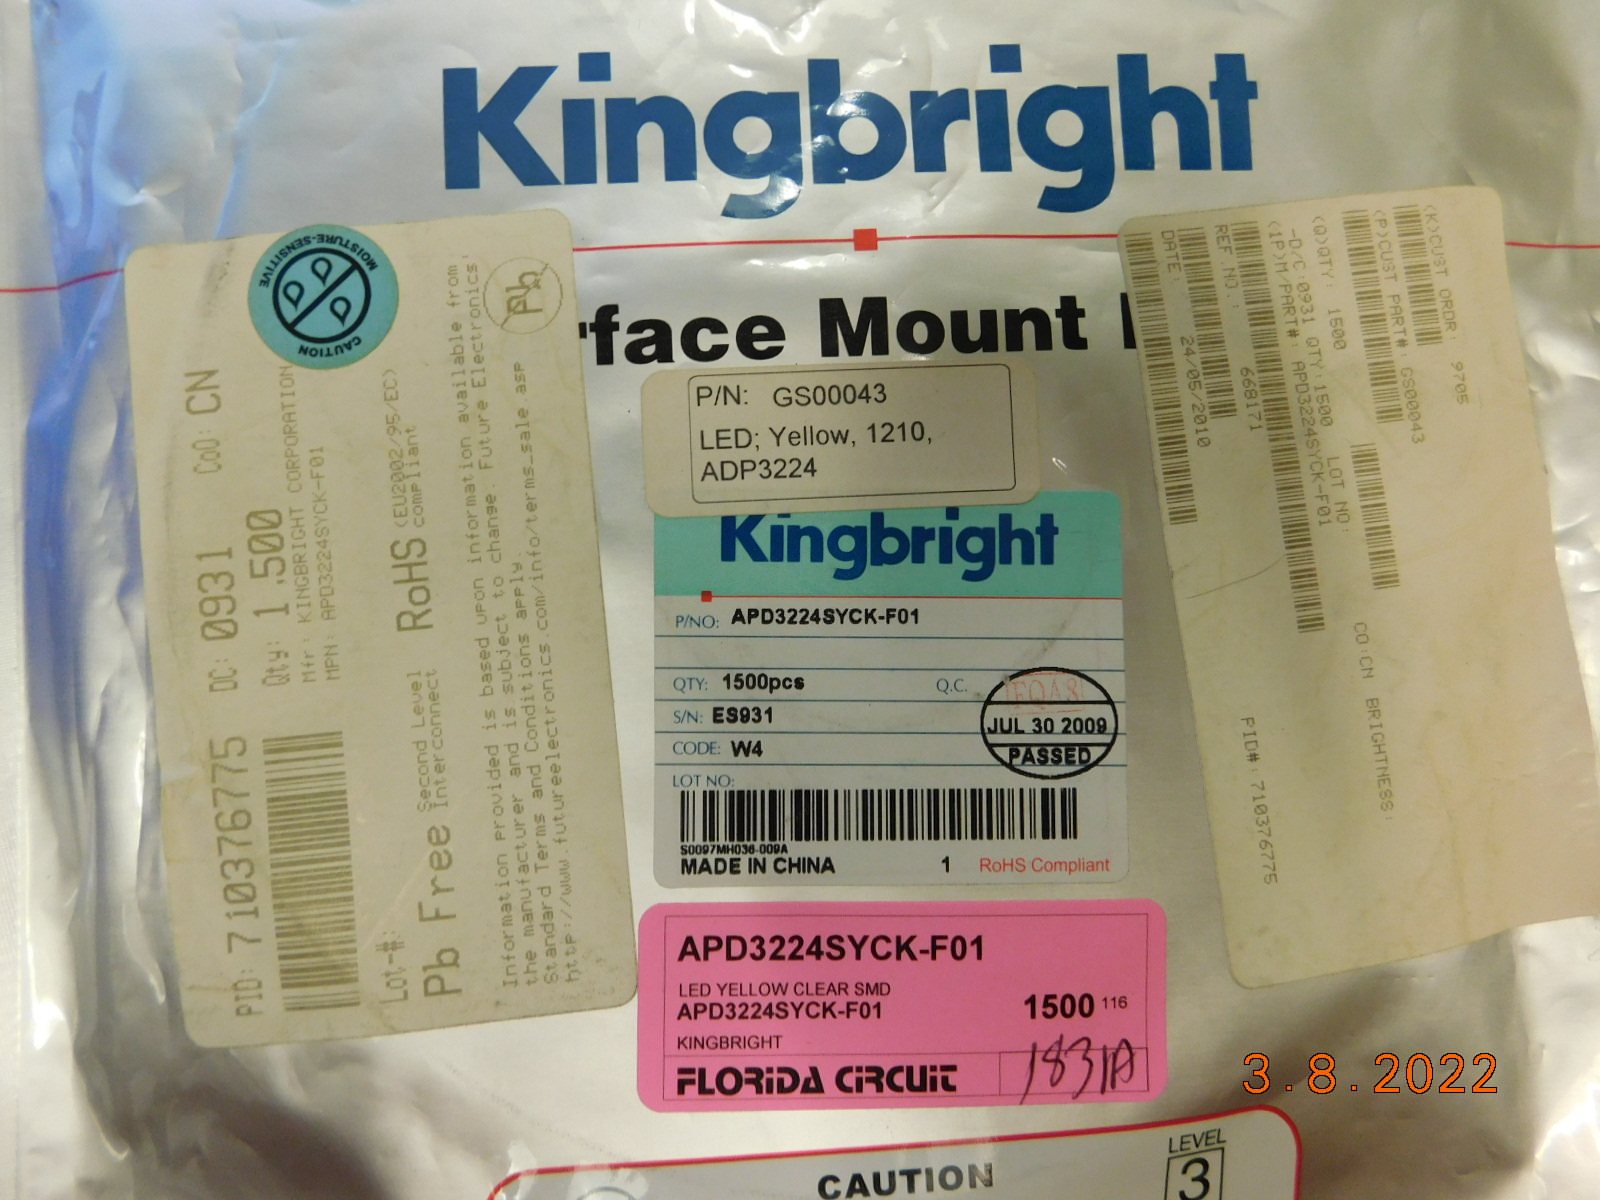 Kingbright
rface Mount
MOISTURE-SENSITIVE
CAUTION
PID: 710376775 DC: 0931 CoO: CN
Qty: 1,500
Mfr: KINGBRIGHT CORPORATION
MPN: APD3224SYCK-F01
Lot-#:
Pb Free Second Level Interconnect RoHS (EU2002/95/EC) compliant
Pb
* Information provided is based upon information available from
the manufacturer and is subject to change. Future Electronics'
Standard Terms and Conditions apply.
http://www.futureelectronics.com/info/terms_sale.asp
P/N: GS00043
LED; Yellow, 1210,
ADP3224
Kingbright
P/NO: APD3224SYCK-F01
QTY: 1500pcs Q.C.
FQA8
JUL 30 2009
PASSED
S/N: ES931
CODE: W4
LOT NO:
S0097MH036-009A
MADE IN CHINA 1 RoHS Compliant
APD3224SYCK-F01
LED YELLOW CLEAR SMD
APD3224SYCK-F01 1500 116
KINGBRIGHT
FLORIDA CIRCUIT 1831A
(K)CUST ORDR: 9705
(P)CUST PART#: GS00043
(Q)QTY: 1500 LOT NO:
-D/C:0931 QTY:1500 CO:CN BRIGHTNESS:
(1P)M/PART# APD3224SYCK-F01
REF NO.: 668171 PID#: 710376775
DATE: 24/05/2010
3.8.2022
CAUTION
LEVEL
3